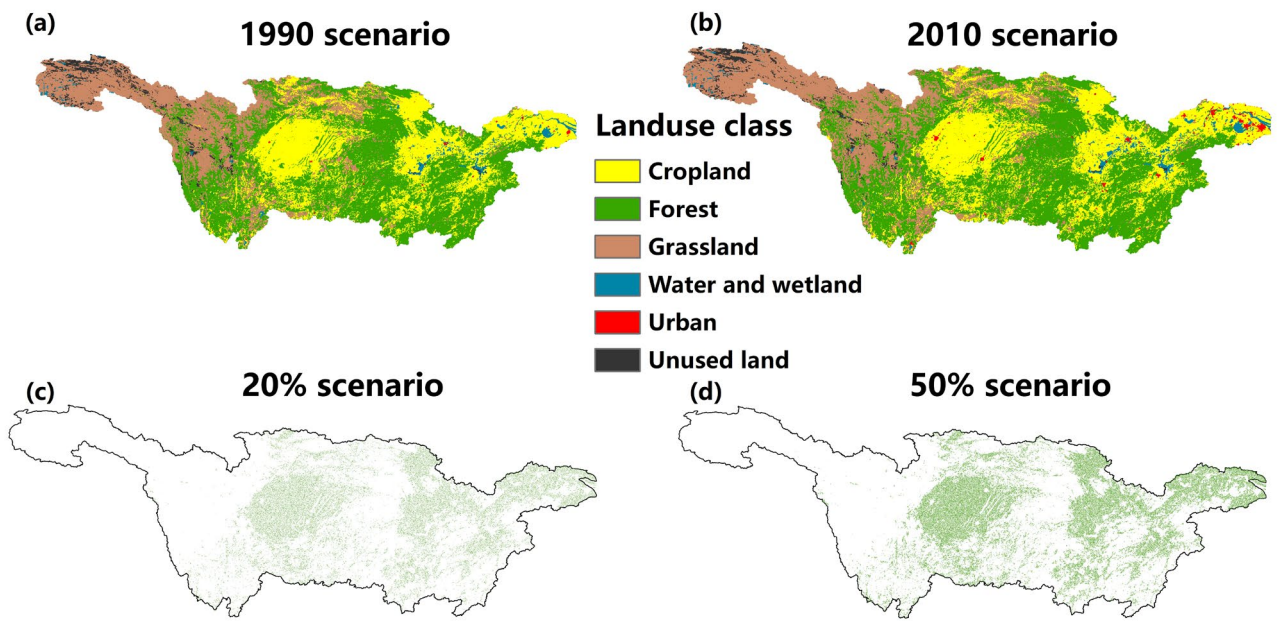 (a)
1990 scenario
(b)
2010 scenario
Landuse class
Cropland
Forest
Grassland
Water and wetland
Urban
Unused land
(c)
20% scenario
(d)
50% scenario